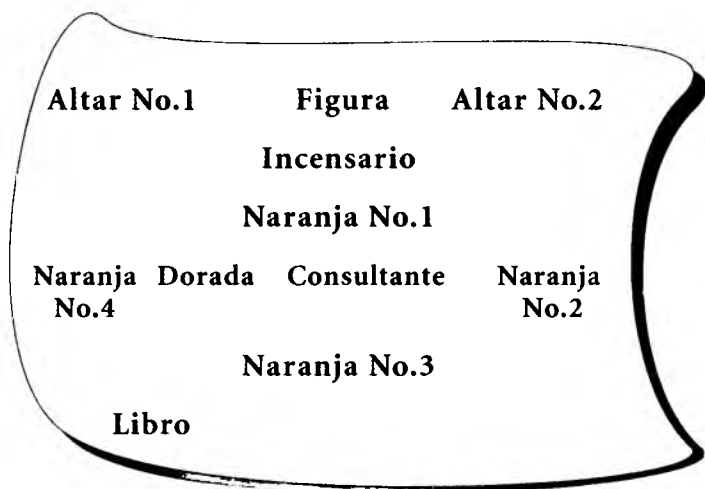 Altar No.1 Figura Altar No.2
Incensario
Naranja No.1
Naranja Dorada Consultante Naranja
No.4 No.2
Naranja No.3
Libro